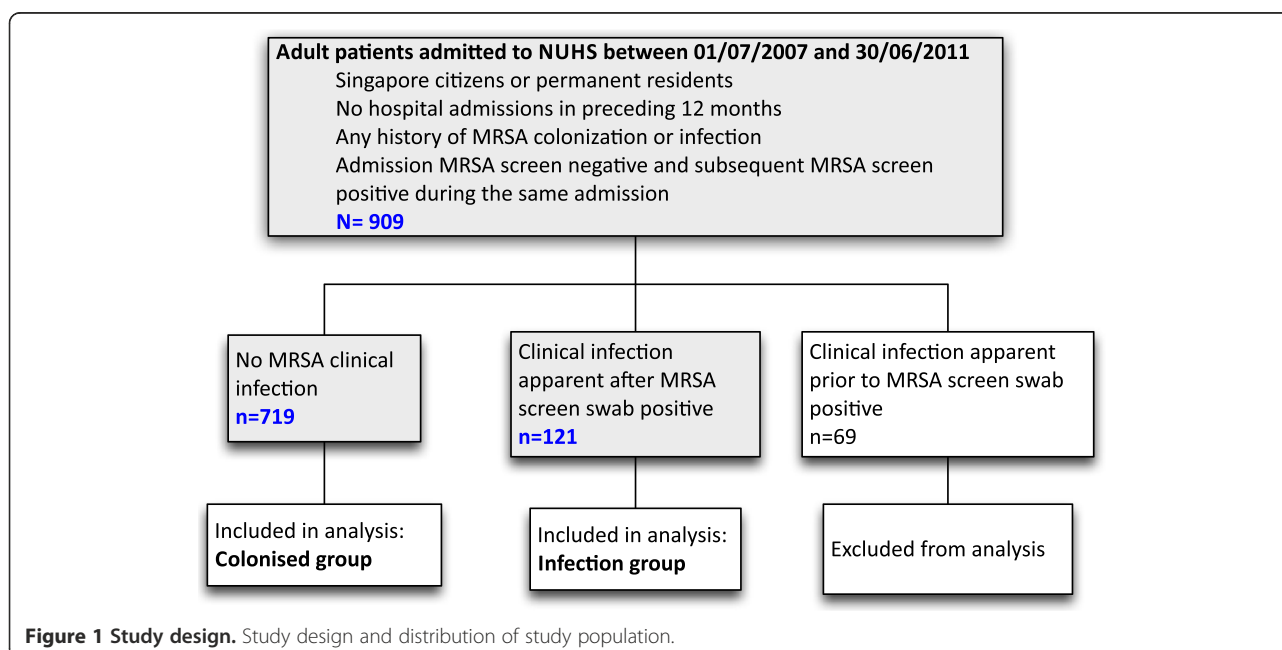 Adult patients admitted to NUHS between 01/07/2007 and 30/06/2011
Singapore citizens or permanent residents
No hospital admissions in preceding 12 months
Any history of MRSA colonization or infection
Admission MRSA screen negative and subsequent MRSA screen
positive during the same admission
N= 909
No MRSA clinical
infection
n=719
Clinical infection
apparent after MRSA
screen swab positive
n=121
Clinical infection apparent
prior to MRSA screen swab
positive
n=69
Included in analysis:
Colonised group
Included in analysis:
Infection group
Excluded from analysis
Figure 1 Study design. Study design and distribution of study population.